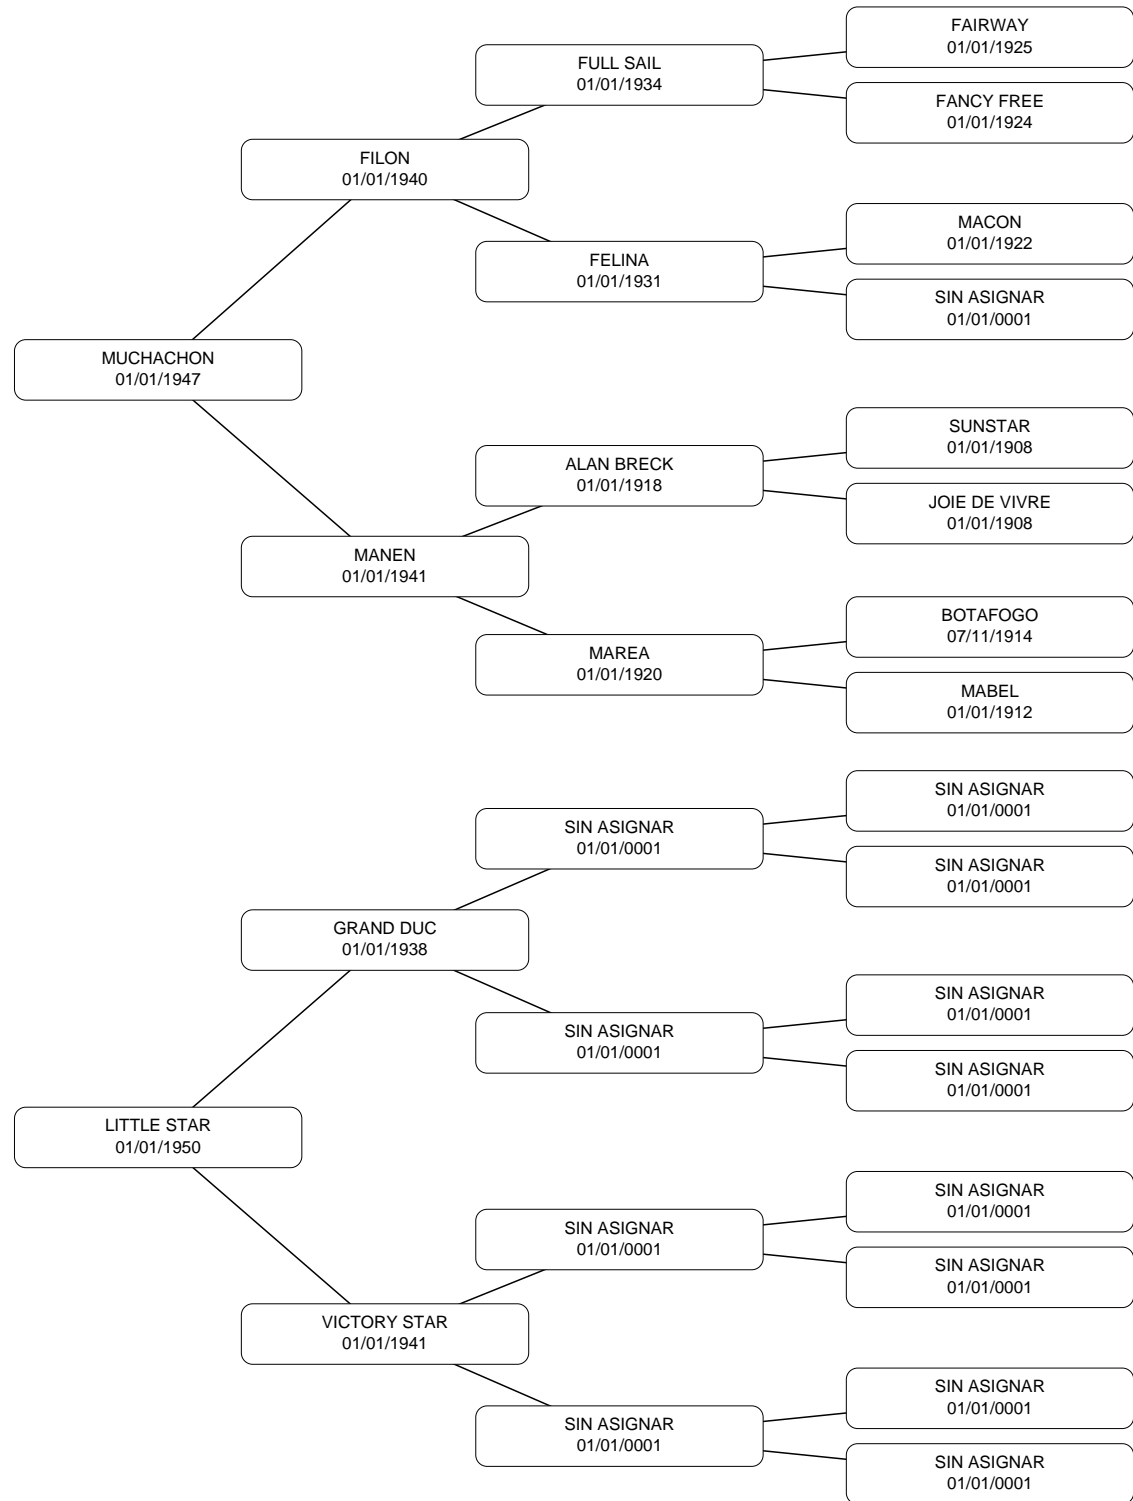 FAIRWAY
01/01/1925
FULL SAIL
01/01/1934
FANCY FREE
01/01/1924
FILON
01/01/1940
MACON
01/01/1922
FELINA
01/01/1931
SIN ASIGNAR
01/01/0001
MUCHACHON
01/01/1947
SUNSTAR
01/01/1908
ALAN BRECK
01/01/1918
JOIE DE VIVRE
01/01/1908
MANEN
01/01/1941
BOTAFOGO
07/11/1914
MAREA
01/01/1920
MABEL
01/01/1912
SIN ASIGNAR
01/01/0001
SIN ASIGNAR
01/01/0001
SIN ASIGNAR
01/01/0001
GRAND DUC
01/01/1938
SIN ASIGNAR
01/01/0001
SIN ASIGNAR
01/01/0001
SIN ASIGNAR
01/01/0001
LITTLE STAR
01/01/1950
SIN ASIGNAR
01/01/0001
SIN ASIGNAR
01/01/0001
SIN ASIGNAR
01/01/0001
VICTORY STAR
01/01/1941
SIN ASIGNAR
01/01/0001
SIN ASIGNAR
01/01/0001
SIN ASIGNAR
01/01/0001